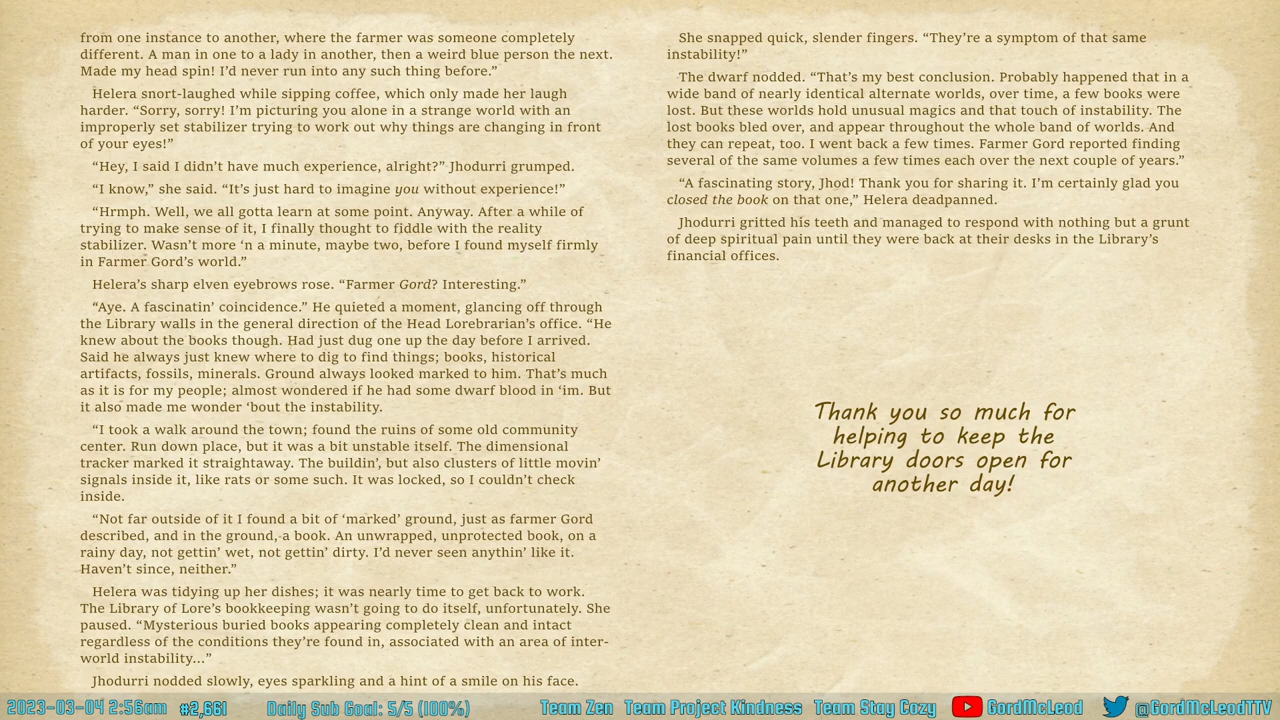 from one instance to another, where the farmer was someone completely
different. A man in one to a lady in another, then a weird blue person the next.
Made my head spin! I’d never run into any such thing before.”
Helera snort-laughed while sipping coffee, which only made her laugh
harder. “Sorry, sorry! I’m picturing you alone in a strange world with an
improperly set stabilizer trying to work out why things are changing in front
of your eyes!”
“Hey, I said I didn’t have much experience, alright?” Jhodurri grumped.
“I know,” she said. “It’s just hard to imagine you without experience!”
“Hrmph. Well, we all gotta learn at some point. Anyway. After a while of
trying to make sense of it, I finally thought to fiddle with the reality
stabilizer. Wasn’t more ‘n a minute, maybe two, before I found myself firmly
in Farmer Gord’s world.”
Helera’s sharp elven eyebrows rose. “Farmer Gord? Interesting.”
“Aye. A fascinatin’ coincidence.” He quieted a moment, glancing off through
the Library walls in the general direction of the Head Lorebrarian’s office. “He
knew about the books though. Had just dug one up the day before I arrived.
Said he always just knew where to dig to find things; books, historical
artifacts, fossils, minerals. Ground always looked marked to him. That’s much
as it is for my people; almost wondered if he had some dwarf blood in ‘im. But
it also made me wonder ‘bout the instability.
“I took a walk around the town; found the ruins of some old community
center. Run down place, but it was a bit unstable itself. The dimensional
tracker marked it straightaway. The buildin’, but also clusters of little movin’
signals inside it, like rats or some such. It was locked, so I couldn’t check
inside.
“Not far outside of it I found a bit of ‘marked’ ground, just as farmer Gord
described, and in the ground, a book. An unwrapped, unprotected book, on a
rainy day, not gettin’ wet, not gettin’ dirty. I’d never seen anythin’ like it.
Haven’t since, neither.”
Helera was tidying up her dishes; it was nearly time to get back to work.
The Library of Lore’s bookkeeping wasn’t going to do itself, unfortunately. She
paused. “Mysterious buried books appearing completely clean and intact
regardless of the conditions they’re found in, associated with an area of inter-
world instability...”
Jhodurri nodded slowly, eyes sparkling and a hint of a smile on his face.
She snapped quick, slender fingers. “They’re a symptom of that same
instability!”
The dwarf nodded. “That’s my best conclusion. Probably happened that in a
wide band of nearly identical alternate worlds, over time, a few books were
lost. But these worlds hold unusual magics and that touch of instability. The
lost books bled over, and appear throughout the whole band of worlds. And
they can repeat, too. I went back a few times. Farmer Gord reported finding
several of the same volumes a few times each over the next couple of years.”
“A fascinating story, Jhod! Thank you for sharing it. I’m certainly glad you
closed the book on that one,” Helera deadpanned.
Jhodurri gritted his teeth and managed to respond with nothing but a grunt
of deep spiritual pain until they were back at their desks in the Library’s
financial offices.
Thank you so much for
helping to keep the
Library doors open for
another day!
2023-03-04 2:56am #2,661 Daily Sub Goal: 5/5 (100%) Team Zen Team Project Kindness Team Stay Cozy GordMcLeod @GordMcLeodTTV